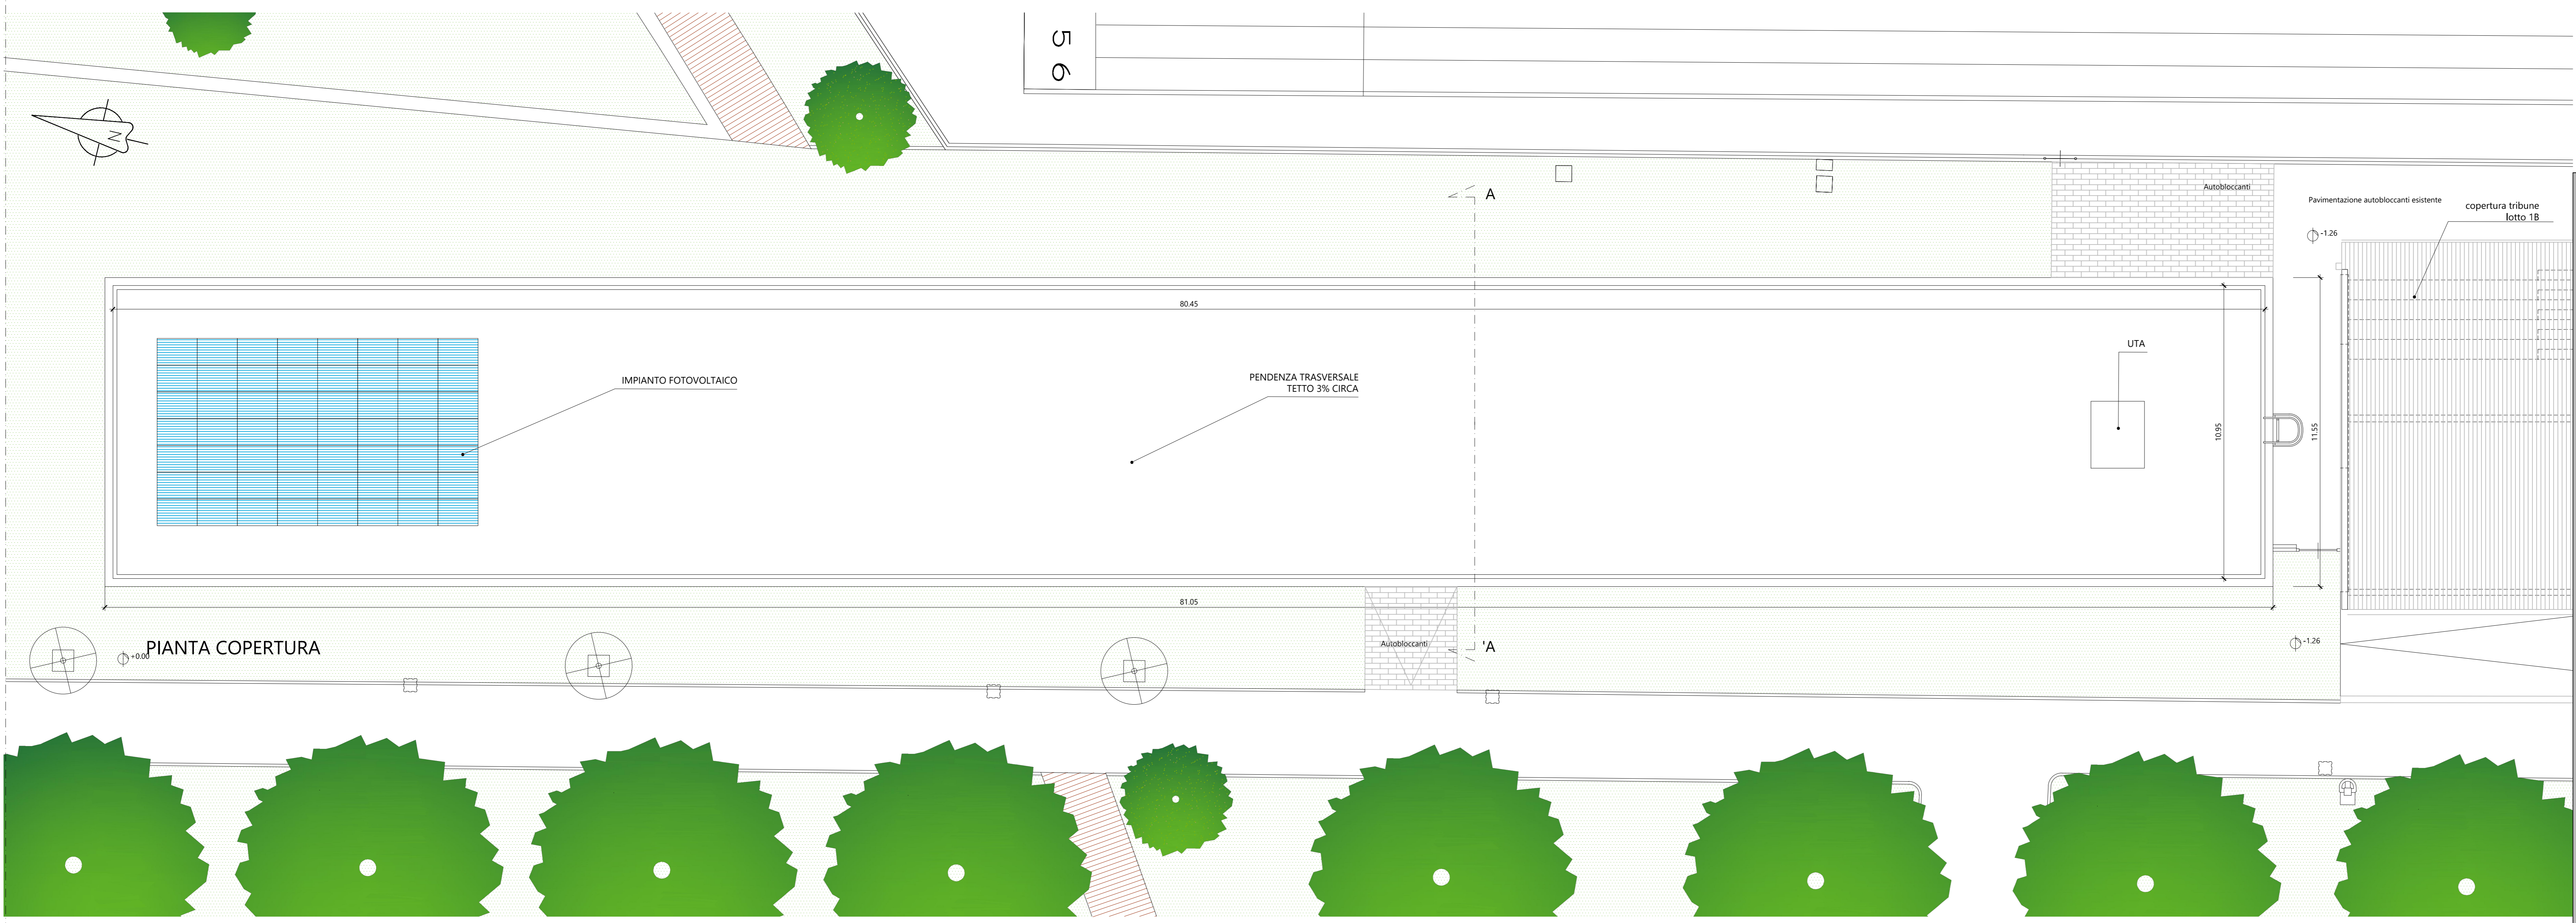 5 6
N
A
Autobloccanti
Pavimentazione autobloccanti esistente
copertura tribune
lotto 1B
-1.26
80.45
UTA
IMPIANTO FOTOVOLTAICO
PENDENZA TRASVERSALE
TETTO 3% CIRCA
10.95
11.55
81.05
PIANTA COPERTURA
+0.00
Autobloccanti
'A
-1.26